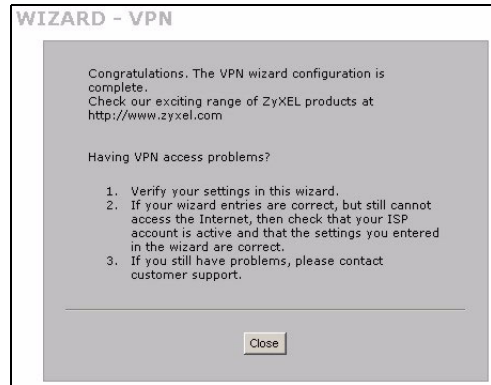 WIZARD - VPN
Congratulations. The VPN wizard configuration is
complete.
Check our exciting range of ZyXEL products at
http://www.zyxel.com
Having VPN access problems?
1. Verify your settings in this wizard.
2. If your wizard entries are correct, but still cannot
access the Internet, then check that your ISP
account is active and that the settings you entered
in the wizard are correct.
3. If you still have problems, please contact
customer support.
Close